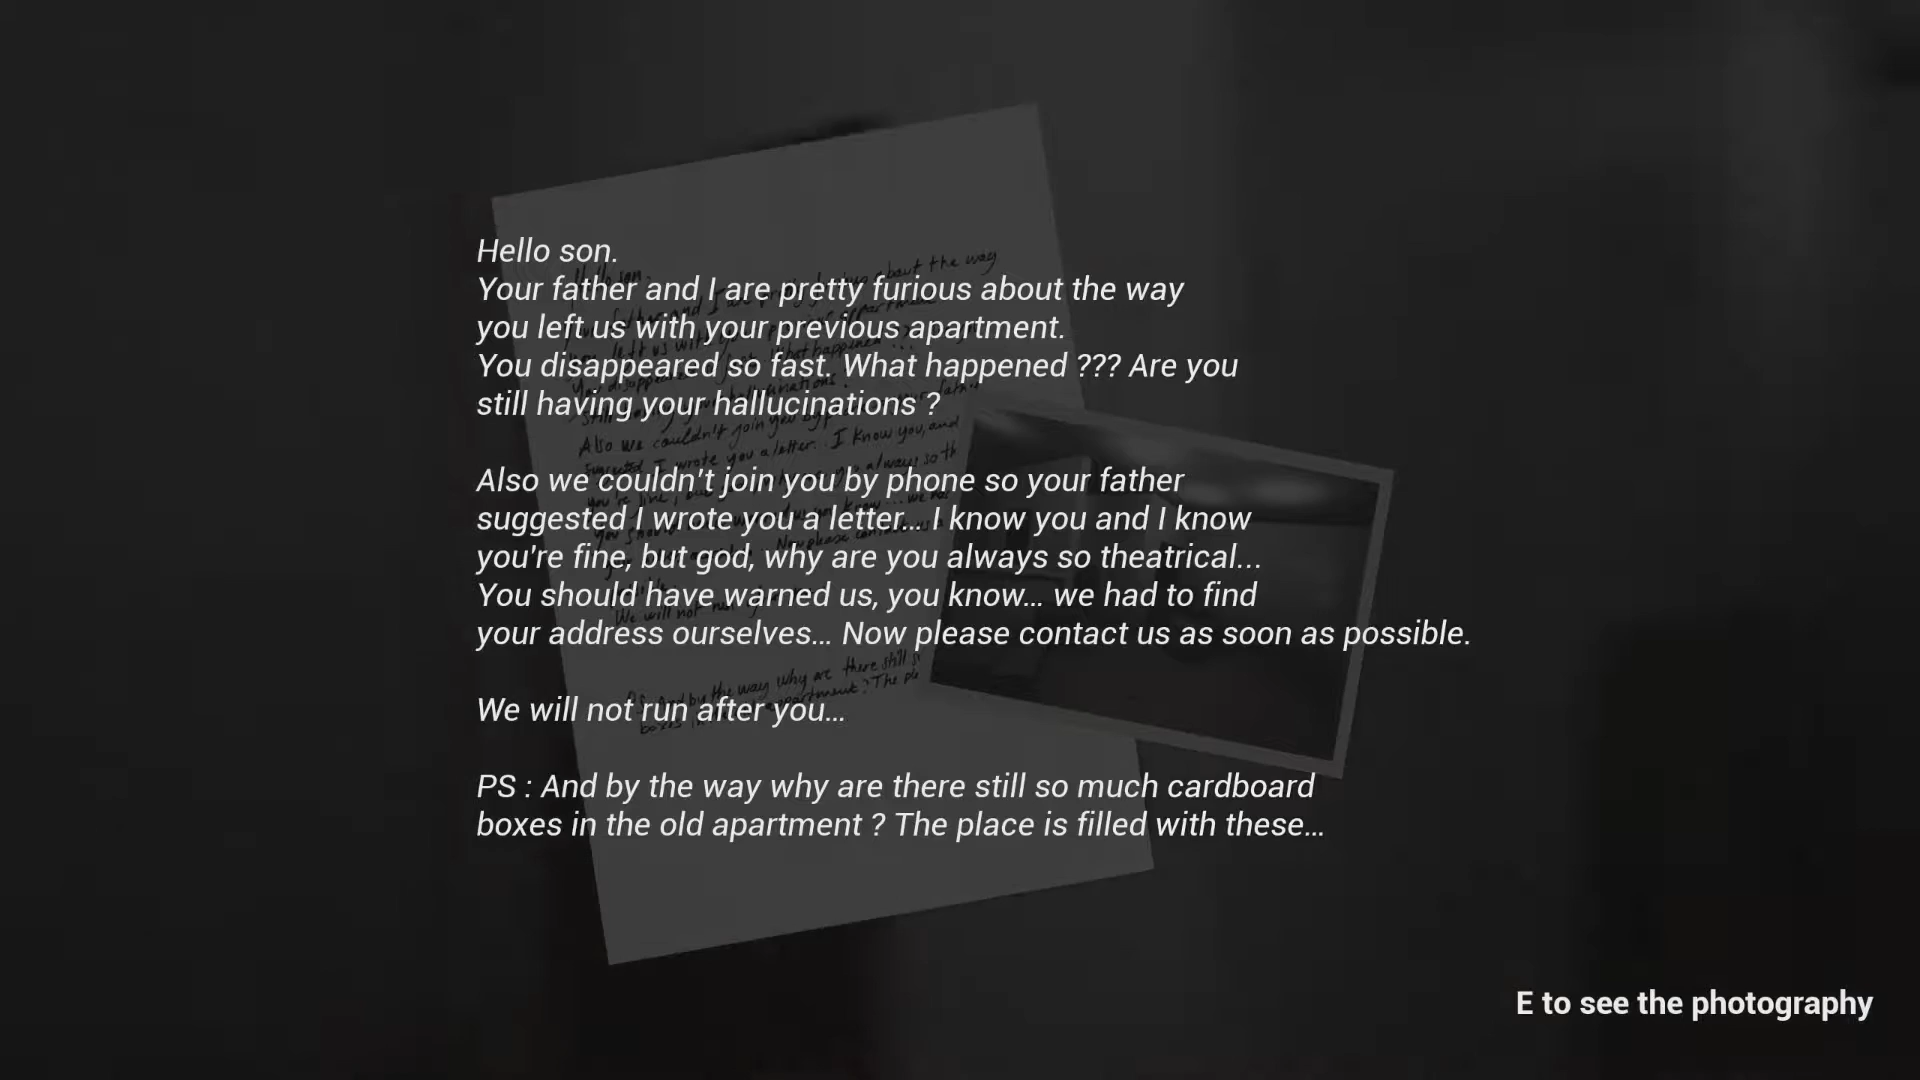 Hello son.
Your father and I are pretty furious about the way
you left us with your previous apartment.
You disappeared so fast. What happened ??? Are you
still having your hallucinations ?
Also we couldn't join you by phone so your father
suggested I wrote you a letter... I know you and I know
you're fine, but god, why are you always so theatrical...
You should have warned us, you know... we had to find
your address ourselves... Now please contact us as soon as possible.
We will not run after you...
PS : And by the way why are there still so much cardboard
boxes in the old apartment ? The place is filled with these...
E to see the photography